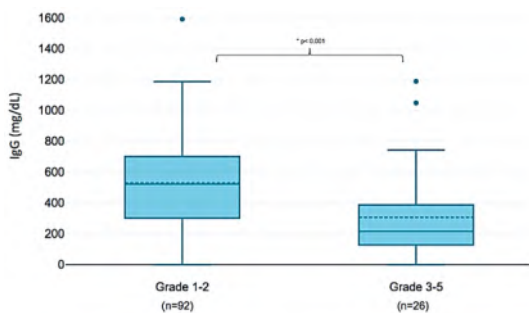 1600
1400
1200
1000
800
600
400
200
0
IgG (mg/dL)
* p< 0.001
Grade 1-2
(n=92)
Grade 3-5
(n=26)